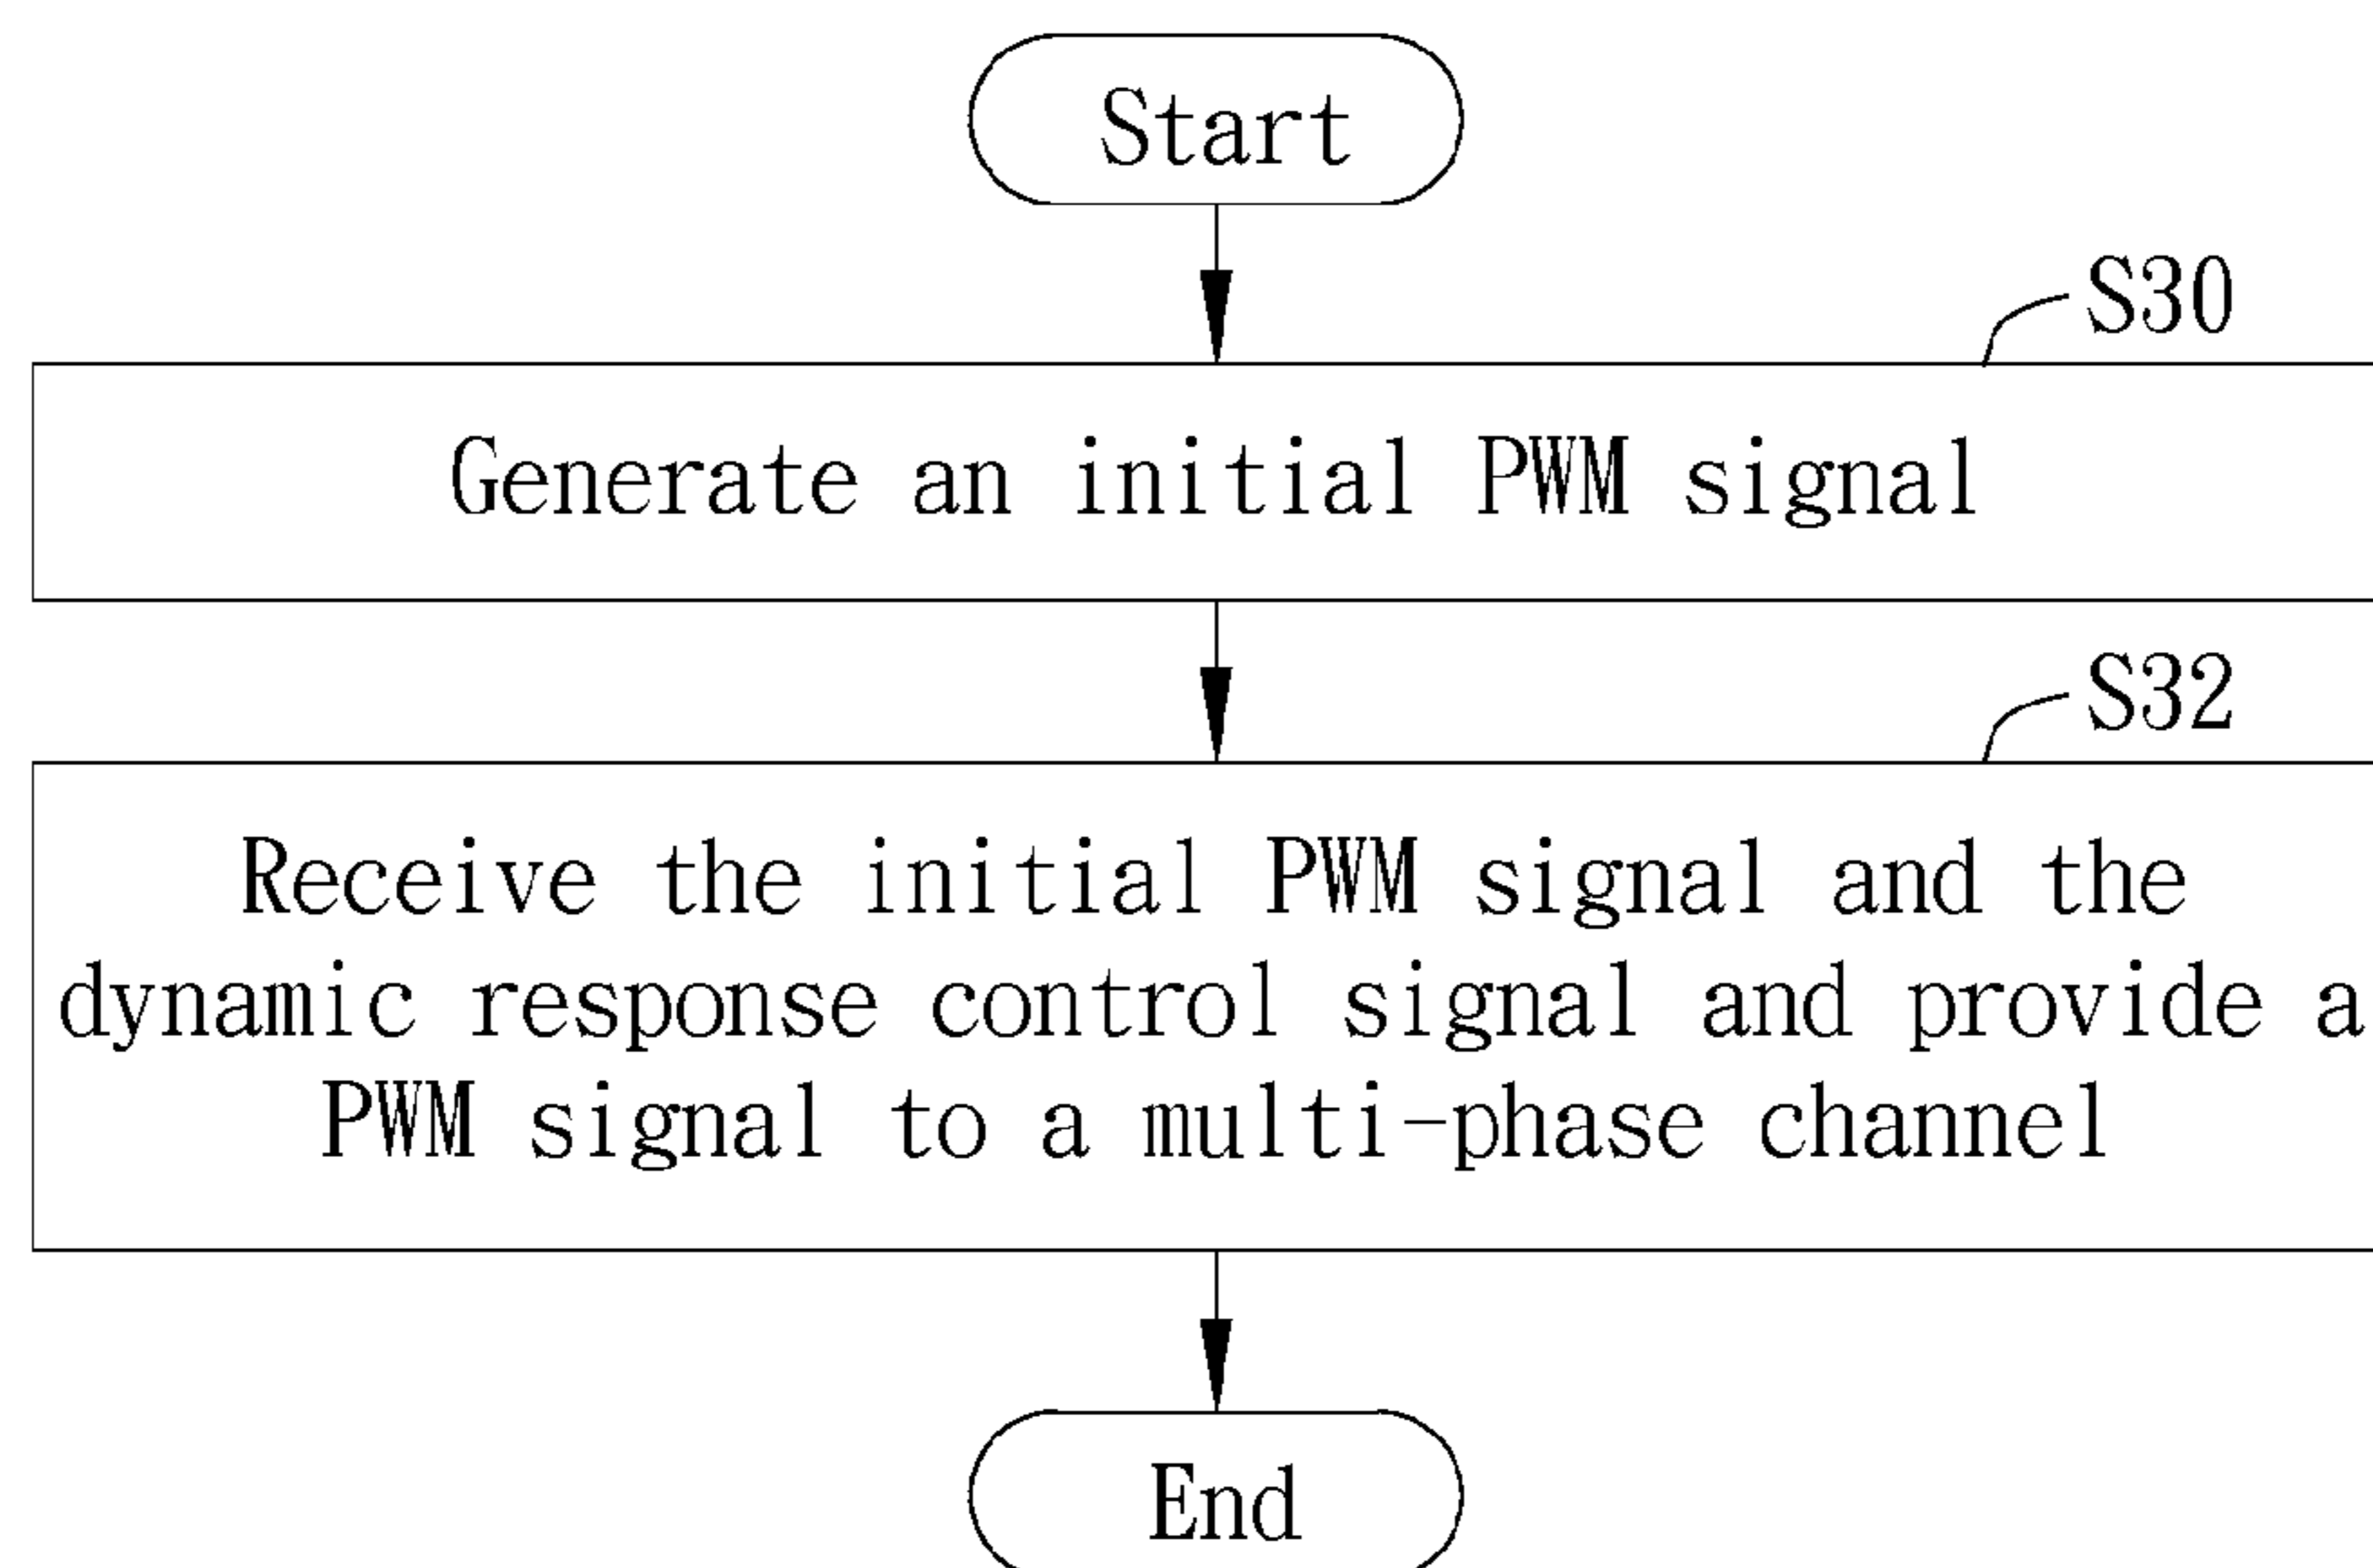 Start
S30
Generate an initial PWM signal
S32
Receive the initial PWM signal and the
dynamic response control signal and provide a
PWM signal to a multi-phase channel
End